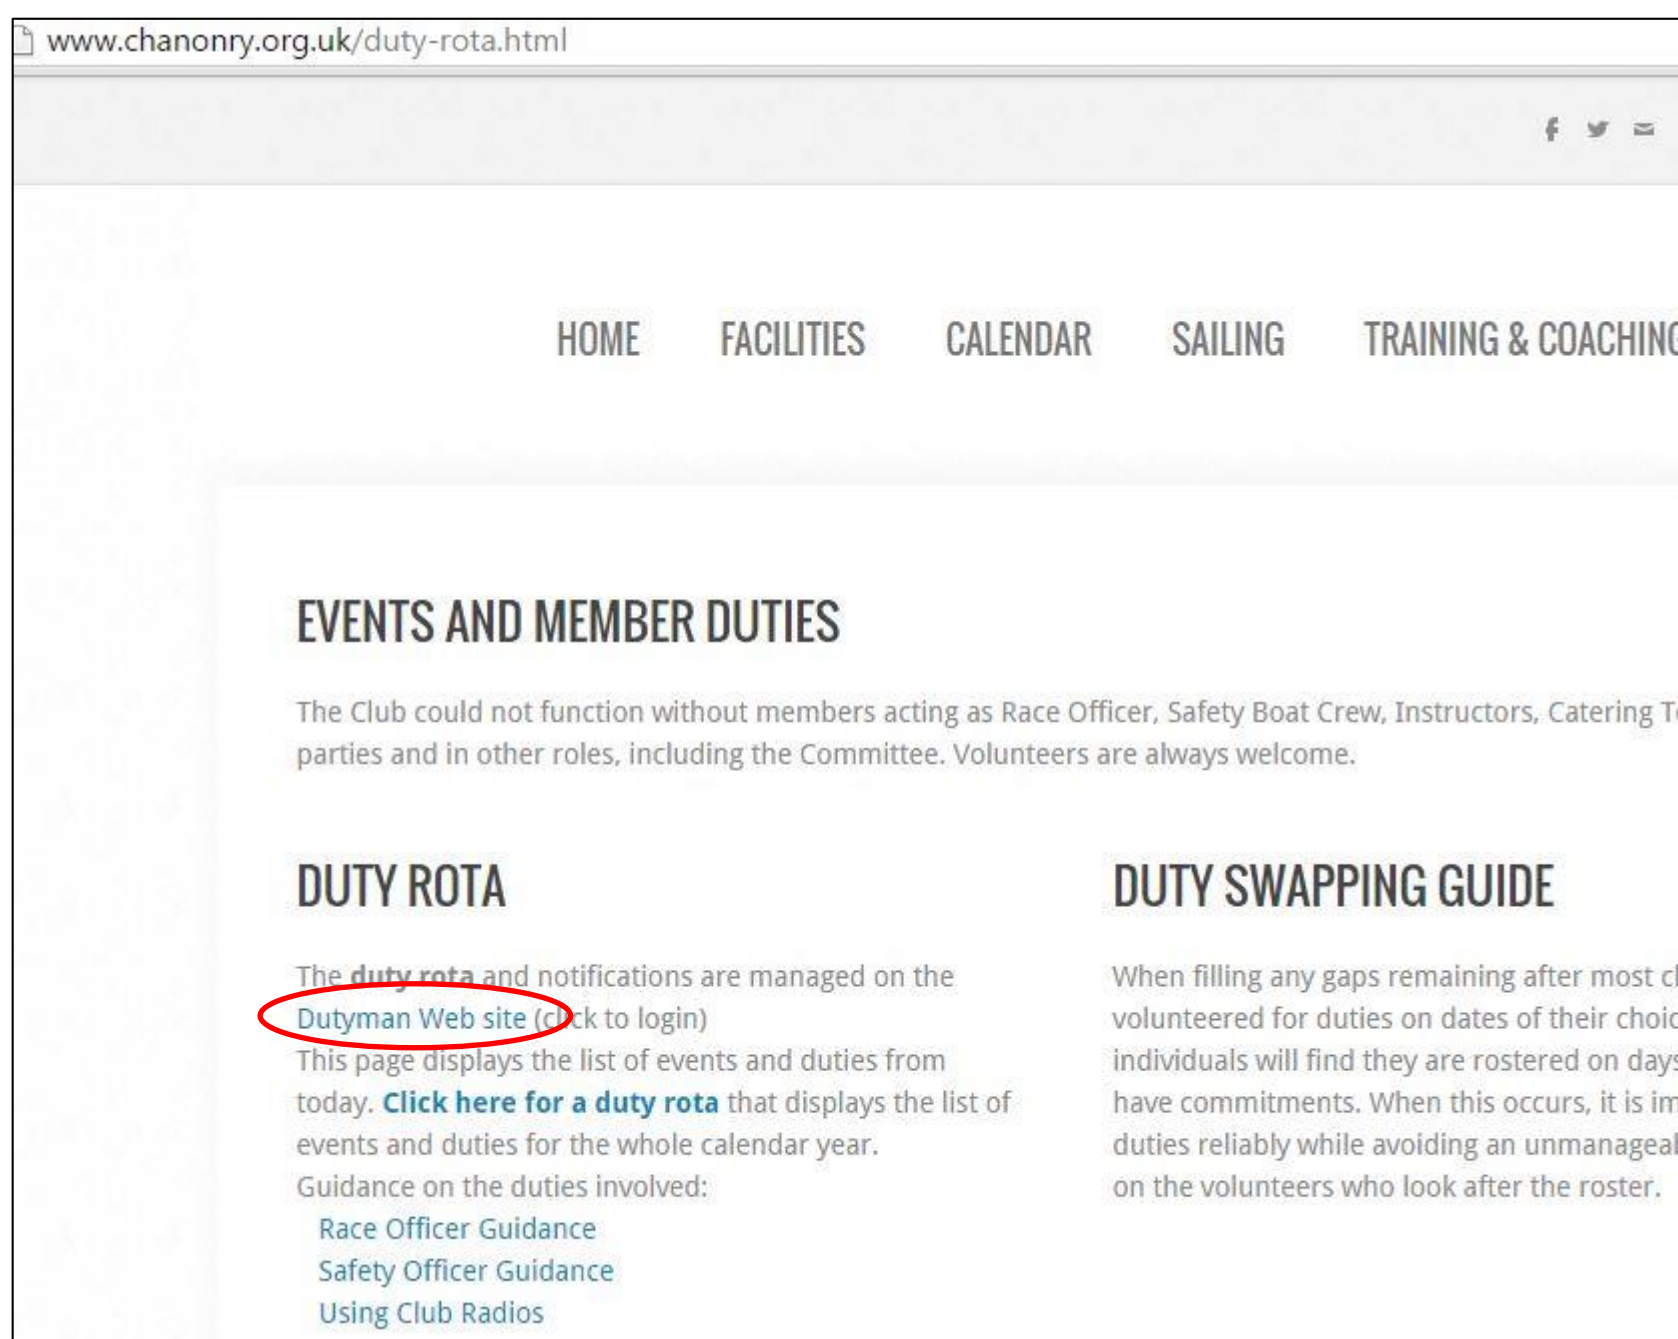 www.chanonry.org.uk/duty-rota.html
HOME FACILITIES CALENDAR SAILING TRAINING & COACHING
EVENTS AND MEMBER DUTIES
The Club could not function without members acting as Race Officer, Safety Boat Crew, Instructors, Catering
parties and in other roles, including the Committee. Volunteers are always welcome.
DUTY ROTA
The duty rota and notifications are managed on the
Dutyman Web site (click to login)
This page displays the list of events and duties from
today. Click here for a duty rota that displays the list of
events and duties for the whole calendar year.
Guidance on the duties involved:
Race Officer Guidance
Safety Officer Guidance
Using Club Radios
DUTY SWAPPING GUIDE
When filling any gaps remaining after most
volunteered for duties on dates of their
individuals will find they are rostered on days
have commitments. When this occurs, it is
duties reliably while avoiding an
on the volunteers who look after the roster.